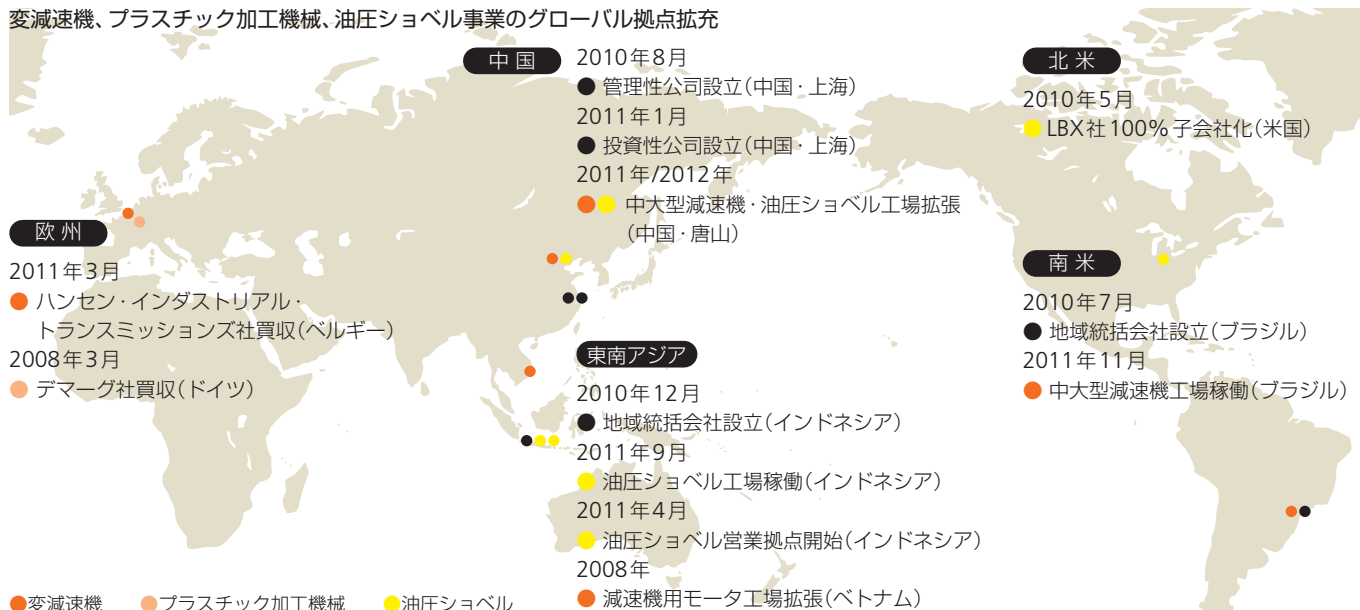 変減速機、プラスチック加工機械、油圧ショベル事業のグローバル拠点拡充
中国
2010年8月
● 管理性公司設立(中国・上海)
2011年1月
● 投資性公司設立(中国・上海)
2011年/2012年
●● 中大型減速機・油圧ショベル工場拡張
(中国・唐山)
北米
2010年5月
● LBX社100%子会社化(米国)
欧州
2011年3月
● ハンセン・インダストリアル・
トランスミッションズ社買収(ベルギー)
2008年3月
● デマーグ社買収(ドイツ)
東南アジア
2010年12月
● 地域統括会社設立(インドネシア)
2011年9月
● 油圧ショベル工場稼働(インドネシア)
2011年4月
● 油圧ショベル営業拠点開始(インドネシア)
2008年
● 減速機用モータ工場拡張(ベトナム)
南米
2010年7月
● 地域統括会社設立(ブラジル)
2011年11月
● 中大型減速機工場稼働(ブラジル)
●変減速機 ●プラスチック加工機械 ●油圧ショベル